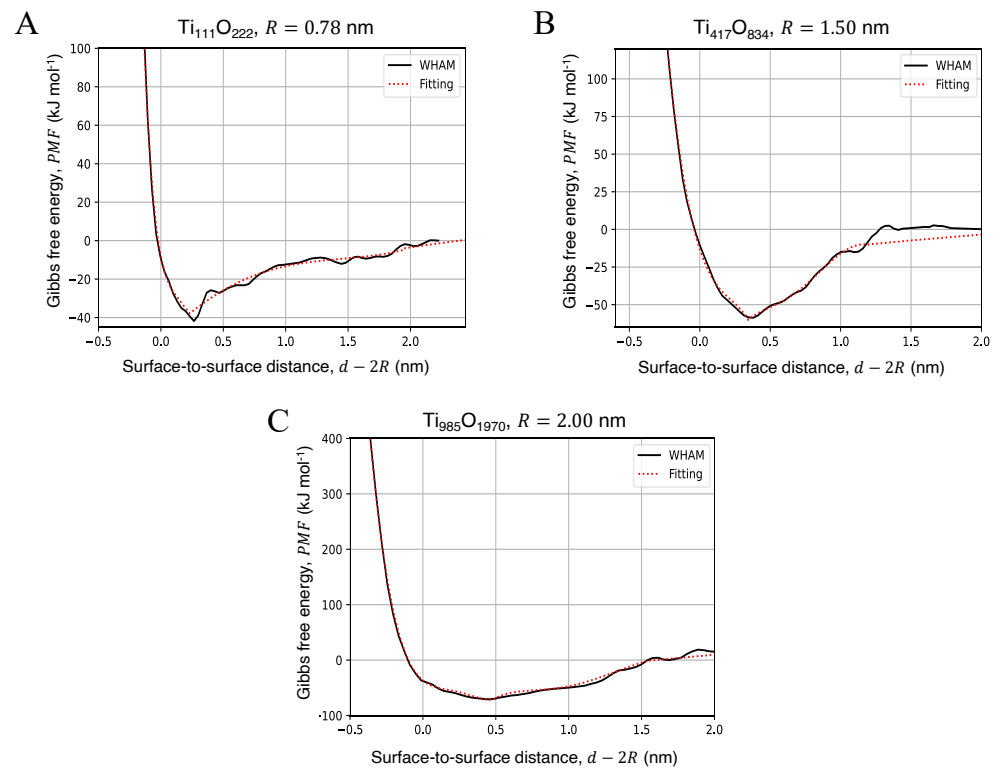 A
Ti₁₁₁O₂₂₂, R = 0.78 nm
Gibbs free energy, PMF (kJ mol⁻¹)
100
80
60
40
20
0
−20
−40
WHAM
Fitting
−0.5 0.0 0.5 1.0 1.5 2.0
Surface-to-surface distance, d − 2R (nm)
B
Ti₄₁₇O₈₃₄, R = 1.50 nm
Gibbs free energy, PMF (kJ mol⁻¹)
100
75
50
25
0
−25
−50
WHAM
Fitting
−0.5 0.0 0.5 1.0 1.5 2.0
Surface-to-surface distance, d − 2R (nm)
C
Ti₉₈₅O₁₉₇₀, R = 2.00 nm
Gibbs free energy, PMF (kJ mol⁻¹)
400
300
200
100
0
−100
WHAM
Fitting
−0.5 0.0 0.5 1.0 1.5 2.0
Surface-to-surface distance, d − 2R (nm)